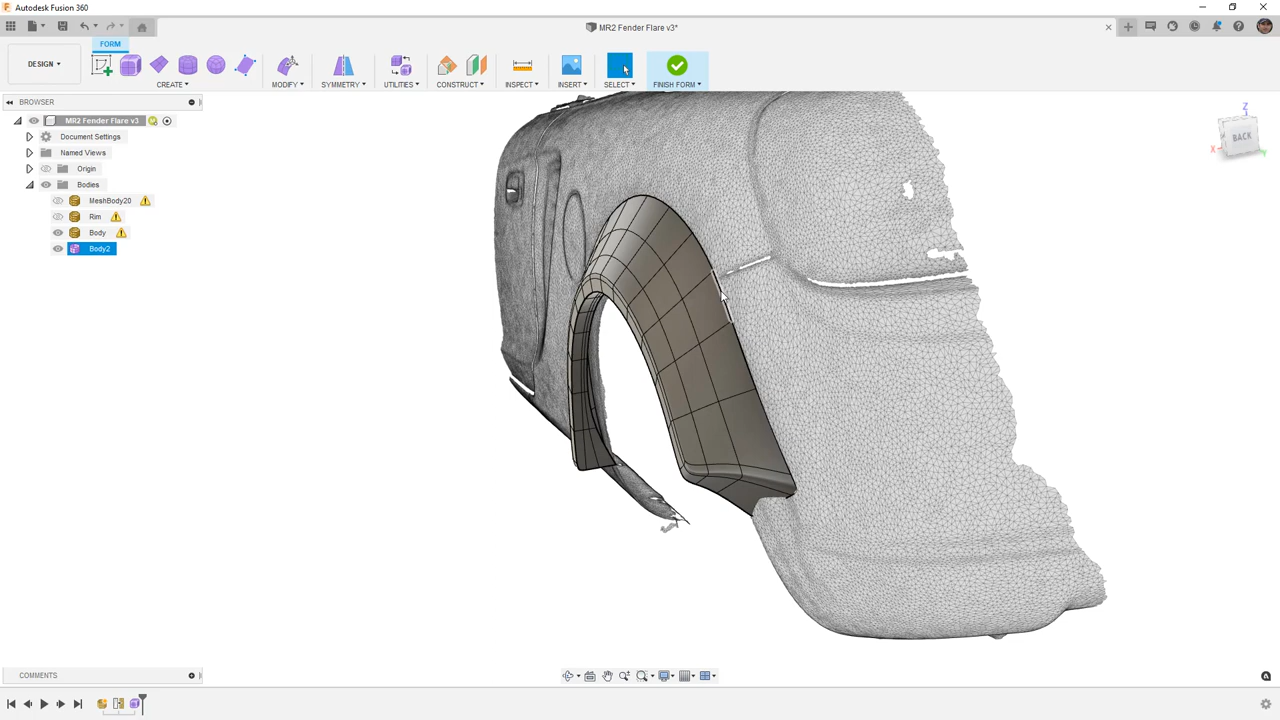 Autodesk Fusion 360
MR2 Fender Flare v3*
FORM
DESIGN
CREATE
MODIFY
SYMMETRY
UTILITIES
CONSTRUCT
INSPECT
INSERT
SELECT
FINISH FORM
BROWSER
MR2 Fender Flare v3
Document Settings
Named Views
Origin
Bodies
MeshBody20
Rim
Body
Body2
Z
BACK
X
Y
COMMENTS